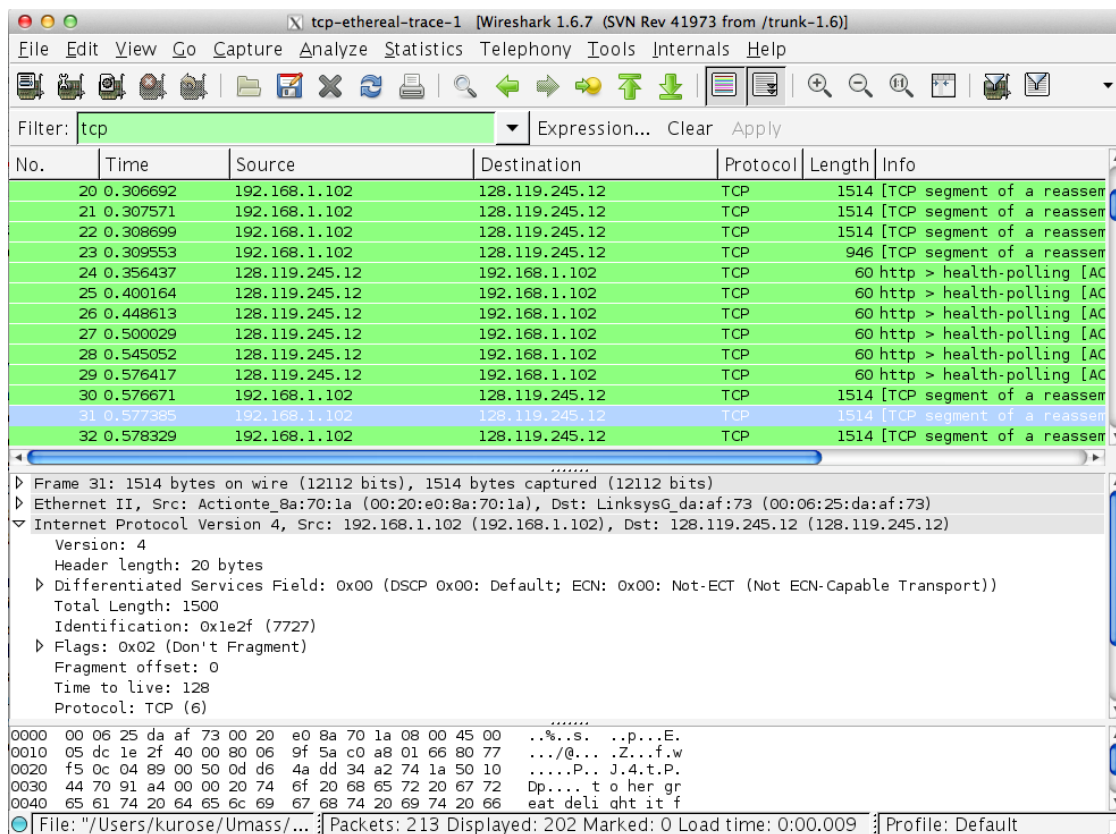 tcp-ethereal-trace-1 [Wireshark 1.6.7 (SVN Rev 41973 from /trunk-1.6)]
File Edit View Go Capture Analyze Statistics Telephony Tools Internals Help
Filter: tcp Expression... Clear Apply
No. Time Source Destination Protocol Length Info
20 0.306692 192.168.1.102 128.119.245.12 TCP 1514 [TCP segment of a reassem
21 0.307571 192.168.1.102 128.119.245.12 TCP 1514 [TCP segment of a reassem
22 0.308699 192.168.1.102 128.119.245.12 TCP 1514 [TCP segment of a reassem
23 0.309553 192.168.1.102 128.119.245.12 TCP 946 [TCP segment of a reassem
24 0.356437 128.119.245.12 192.168.1.102 TCP 60 http > health-polling [AC
25 0.400164 128.119.245.12 192.168.1.102 TCP 60 http > health-polling [AC
26 0.448613 128.119.245.12 192.168.1.102 TCP 60 http > health-polling [AC
27 0.500029 128.119.245.12 192.168.1.102 TCP 60 http > health-polling [AC
28 0.545052 128.119.245.12 192.168.1.102 TCP 60 http > health-polling [AC
29 0.576417 128.119.245.12 192.168.1.102 TCP 60 http > health-polling [AC
30 0.576671 192.168.1.102 128.119.245.12 TCP 1514 [TCP segment of a reassem
31 0.577385 192.168.1.102 128.119.245.12 TCP 1514 [TCP segment of a reassem
32 0.578329 192.168.1.102 128.119.245.12 TCP 1514 [TCP segment of a reassem
Frame 31: 1514 bytes on wire (12112 bits), 1514 bytes captured (12112 bits)
Ethernet II, Src: Actionte_8a:70:1a (00:20:e0:8a:70:1a), Dst: LinksysG_da:af:73 (00:06:25:da:af:73)
Internet Protocol Version 4, Src: 192.168.1.102 (192.168.1.102), Dst: 128.119.245.12 (128.119.245.12)
Version: 4
Header length: 20 bytes
Differentiated Services Field: 0x00 (DSCP 0x00: Default; ECN: 0x00: Not-ECT (Not ECN-Capable Transport))
Total Length: 1500
Identification: 0x1e2f (7727)
Flags: 0x02 (Don't Fragment)
Fragment offset: 0
Time to live: 128
Protocol: TCP (6)
0000 00 06 25 da af 73 00 20 e0 8a 70 1a 08 00 45 00 ..%..s. ..p...E.
0010 05 dc 1e 2f 40 00 80 06 9f 5a c0 a8 01 66 80 77 .../@... .Z...f.w
0020 f5 0c 04 89 00 50 0d d6 4a dd 34 a2 74 1a 50 10 .....P.. J.4.t.P.
0030 44 70 91 a4 00 00 20 74 6f 20 68 65 72 20 67 72 Dp.... t o her gr
0040 65 61 74 20 64 65 6c 69 67 68 74 20 69 74 20 66 eat deli ght it f
File: "/Users/kurose/Umass/... Packets: 213 Displayed: 202 Marked: 0 Load time: 0:00.009 Profile: Default